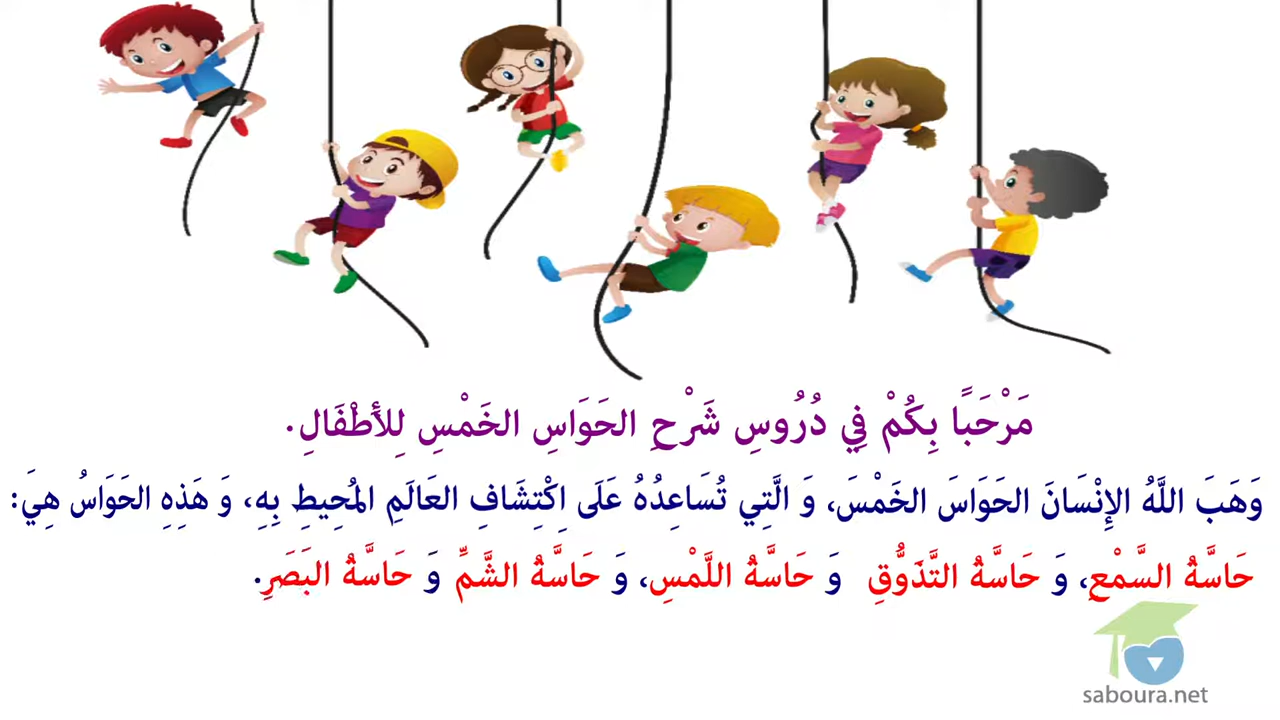 مَرْحَبًا بِكُمْ فِي دُرُوسِ شَرْحِ الحَوَاسِ الخَمْسِ لِلأَطْفَالِ.
وَهَبَ اللَّهُ الإِنْسَانَ الحَوَاسَ الخَمْسَ، وَ الَّتِي تُسَاعِدُهُ عَلَى اِكْتِشَافِ العَالَمِ المُحِيطِ بِهِ، وَ هَذِهِ الحَوَاسُ هِيَ:
حَاسَّةُ السَّمْعِ، وَ حَاسَّةُ التَّذَوُّقِ وَ حَاسَّةُ اللَّمْسِ، وَ حَاسَّةُ الشَّمِّ وَ حَاسَّةُ البَصَرِ.
saboura.net